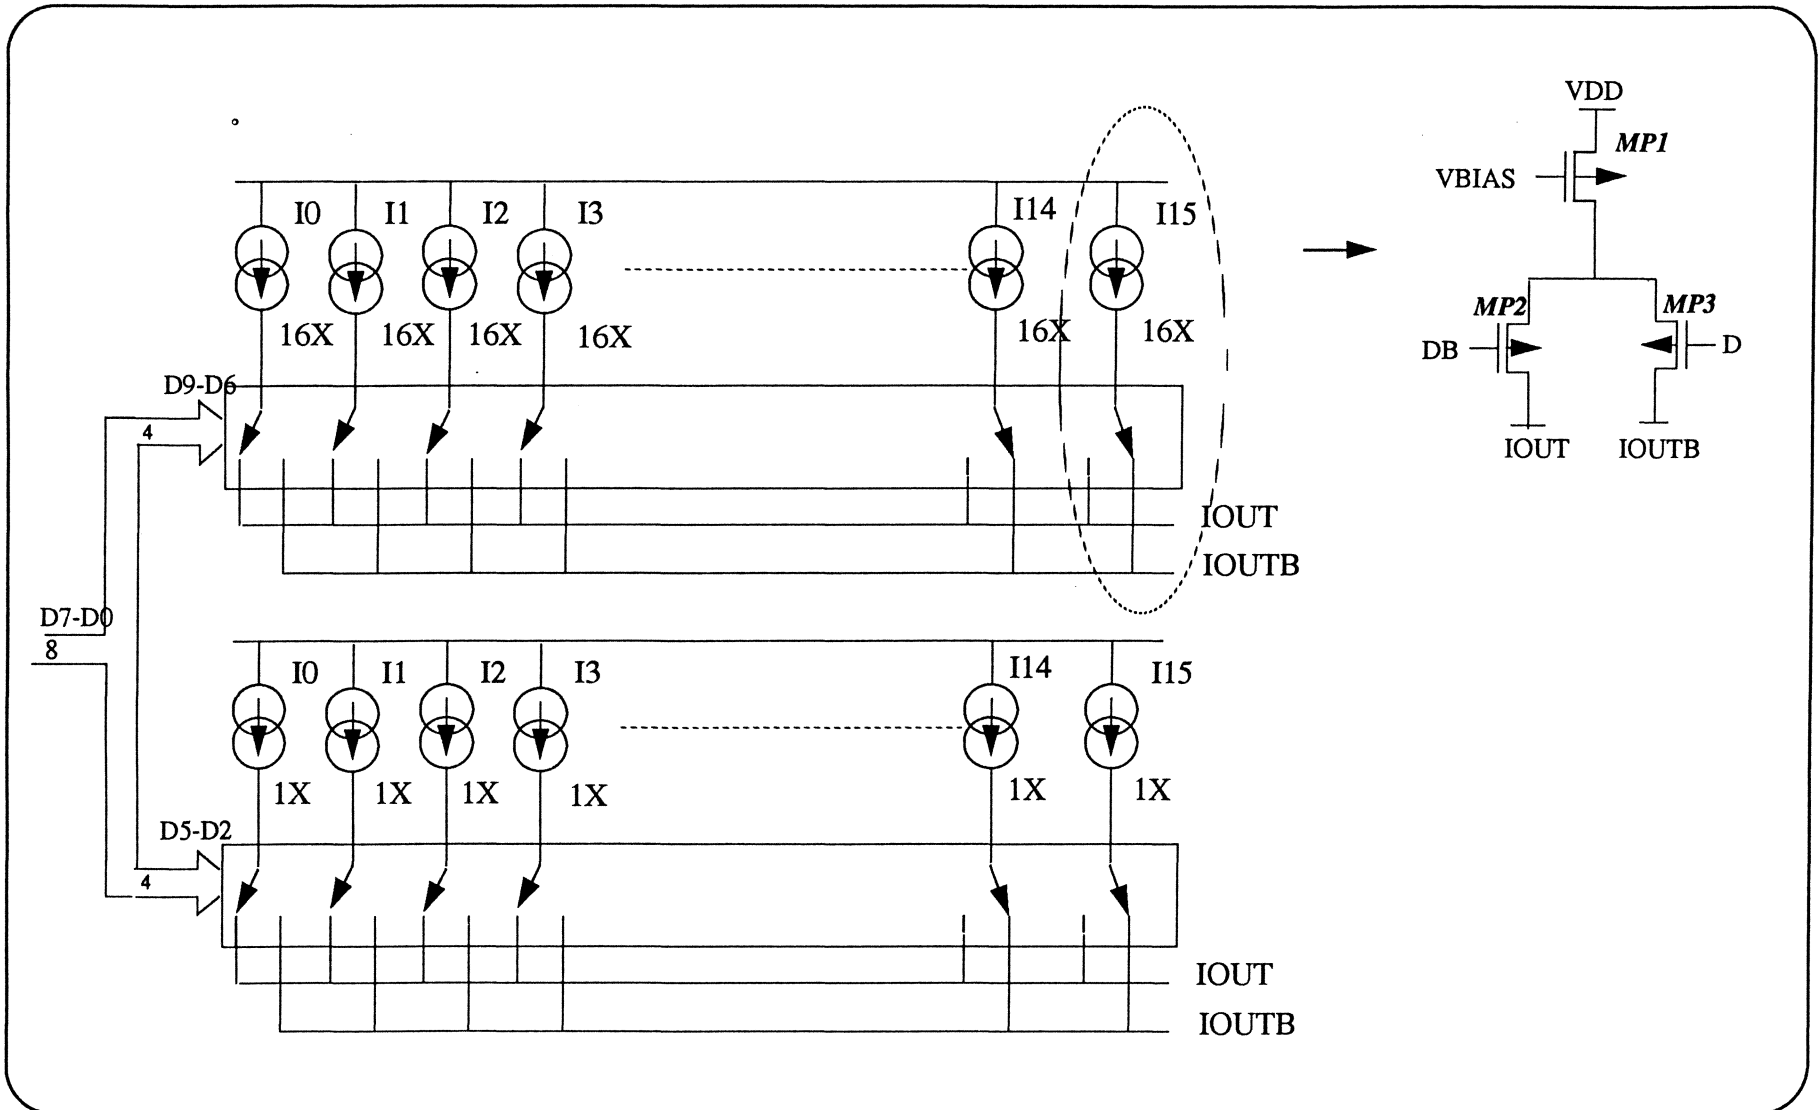 VDD
MP1
VBIAS
I0 I1 I2 I3 I14 I15
16X 16X 16X 16X 16X 16X
MP2 MP3
DB D
D9-D6
4
IOUT IOUTB
IOUT
IOUTB
D7-D0
8
I0 I1 I2 I3 I14 I15
1X 1X 1X 1X 1X 1X
D5-D2
4
IOUT
IOUTB